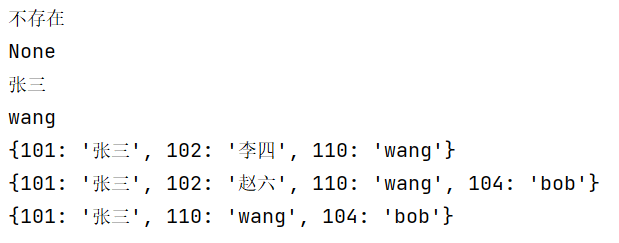 不存在
None
张三
wang
{101: '张三', 102: '李四', 110: 'wang'}
{101: '张三', 102: '赵六', 110: 'wang', 104: 'bob'}
{101: '张三', 110: 'wang', 104: 'bob'}